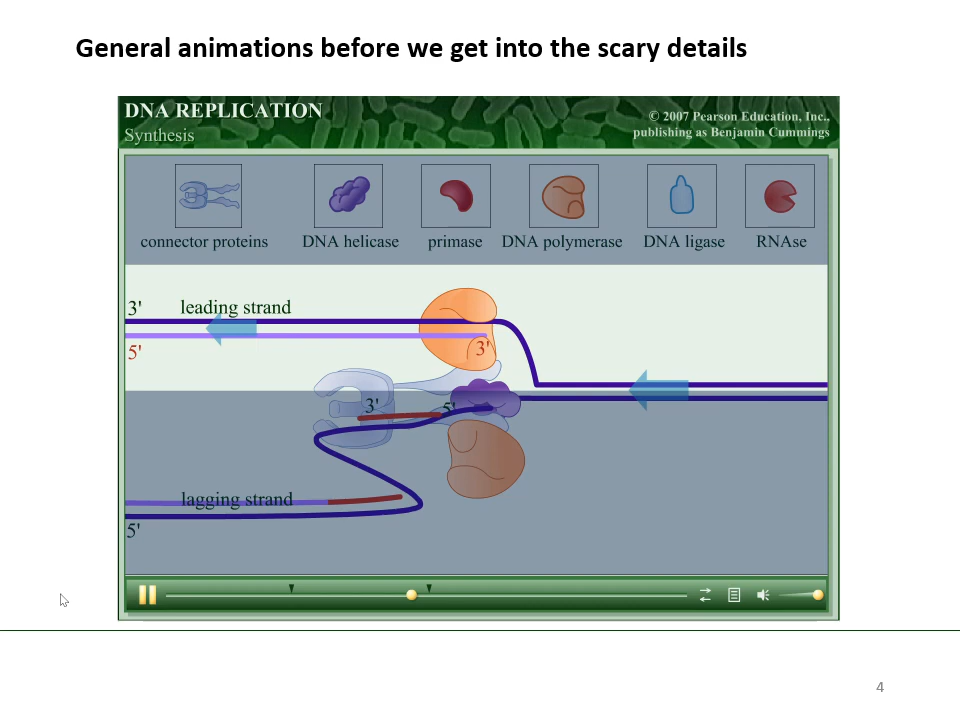 General animations before we get into the scary details
DNA REPLICATION
Synthesis
© 2007 Pearson Education, Inc.,
publishing as Benjamin Cummings
connector proteins
DNA helicase
primase
DNA polymerase
DNA ligase
RNAse
3'
leading strand
5'
3'
3'
5'
lagging strand
5'
4